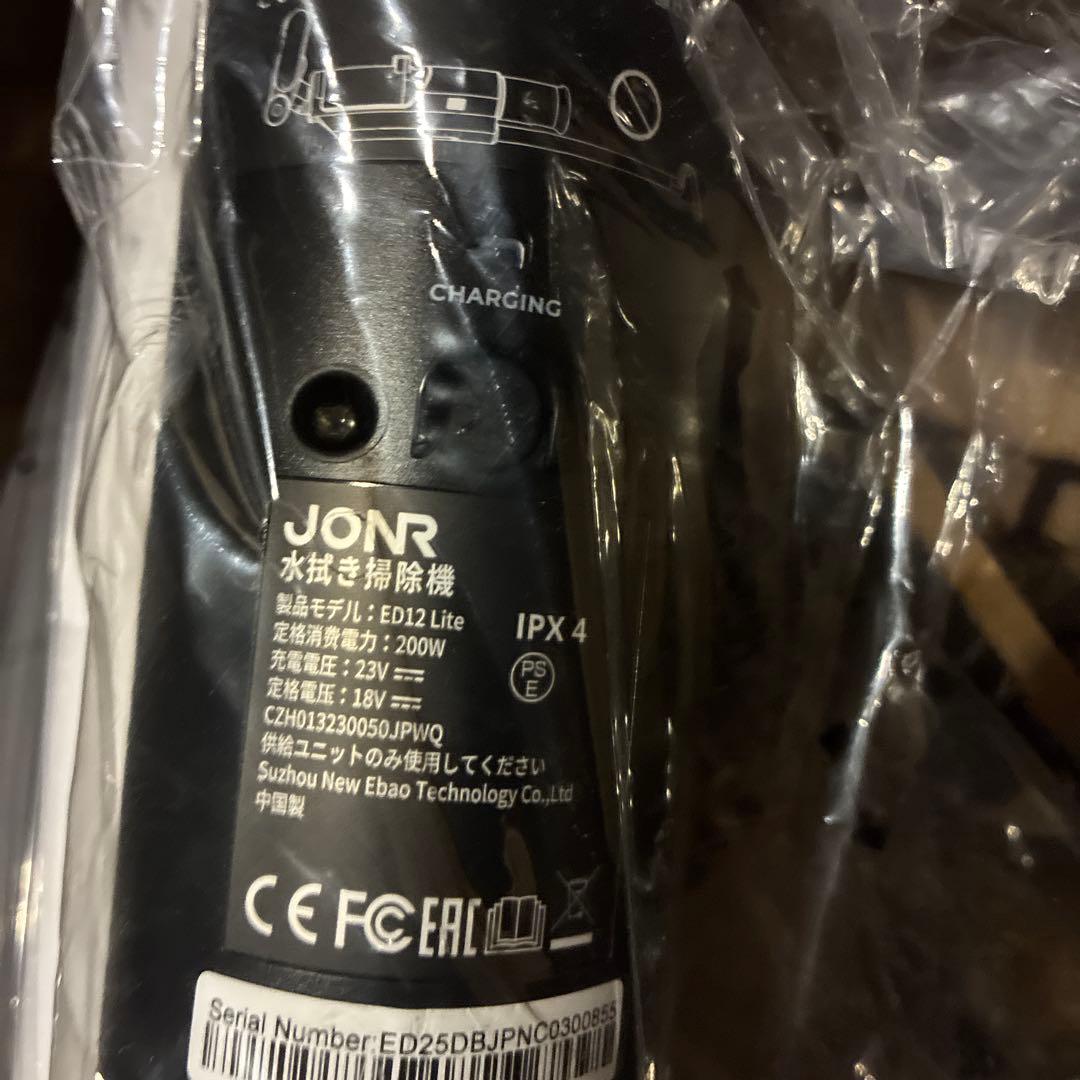 CHARGING
JONR
水拭き掃除機
製品モデル：ED12 Lite
定格消費電力：200W
充電電圧：23V
定格電圧：18V
CZH013230050JPWQ
供給ユニットのみ使用してください
Suzhou New Ebao Technology Co.,Ltd
中国製
IPX 4
PS
E
CE FCC EAC
Serial Number:ED25DBJPNC0300855